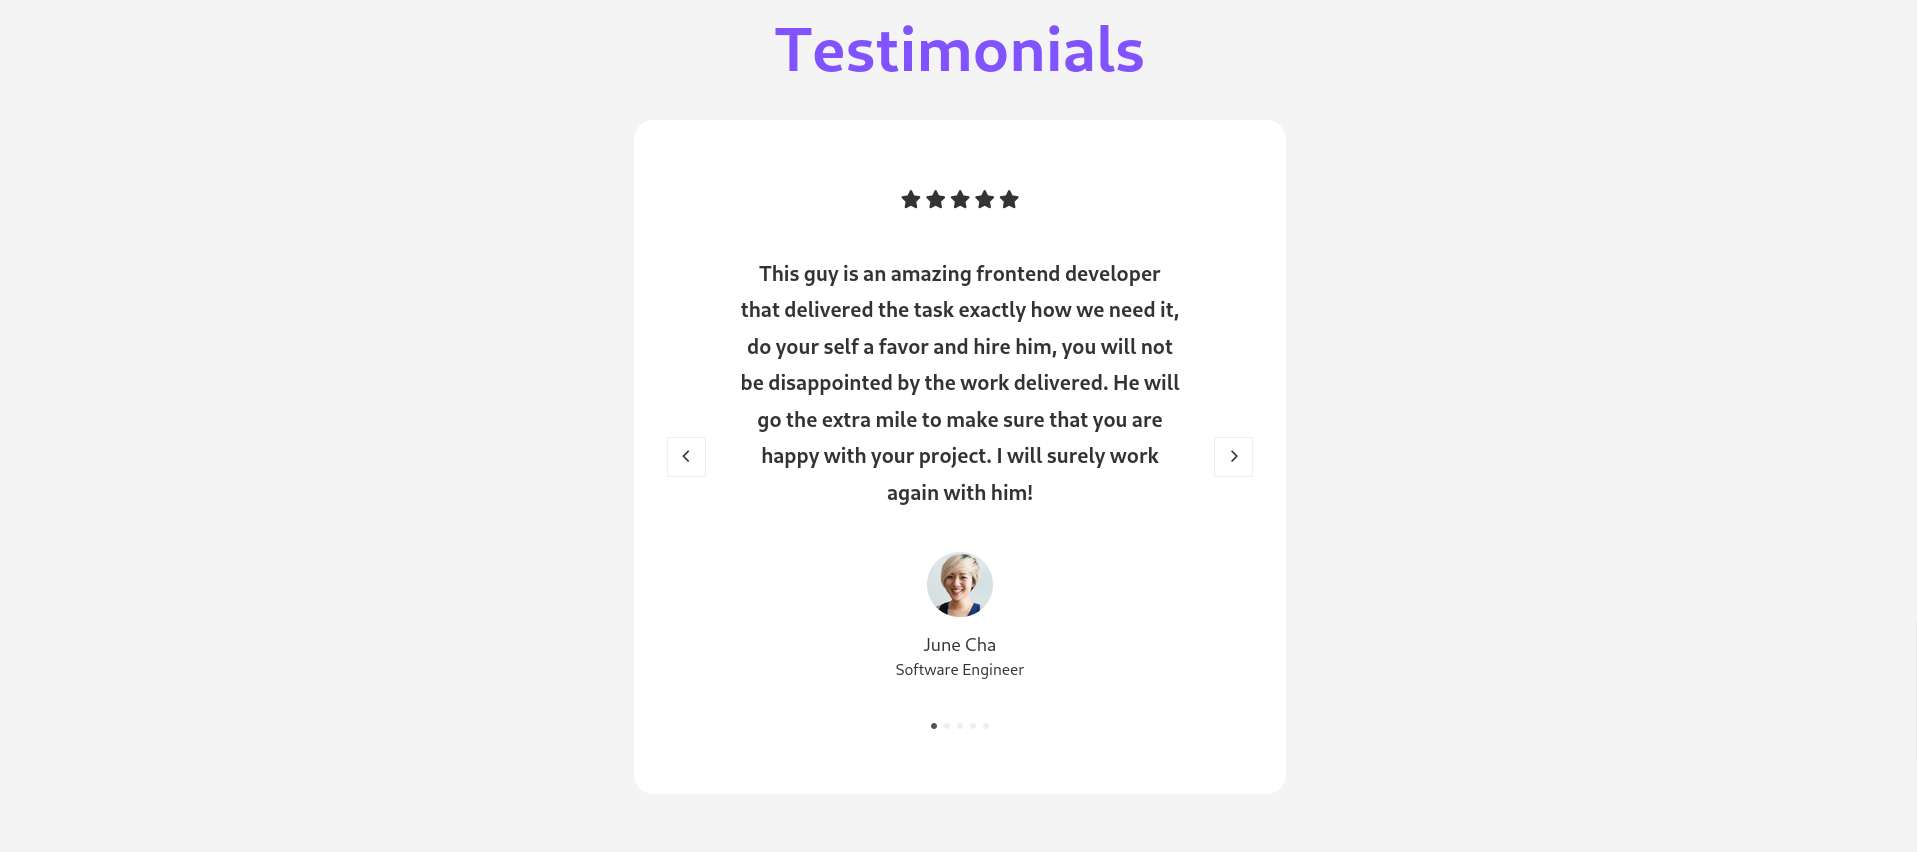 Testimonials
This guy is an amazing frontend developer
that delivered the task exactly how we need it,
do your self a favor and hire him, you will not
be disappointed by the work delivered. He will
go the extra mile to make sure that you are
happy with your project. I will surely work
again with him!
June Cha
Software Engineer